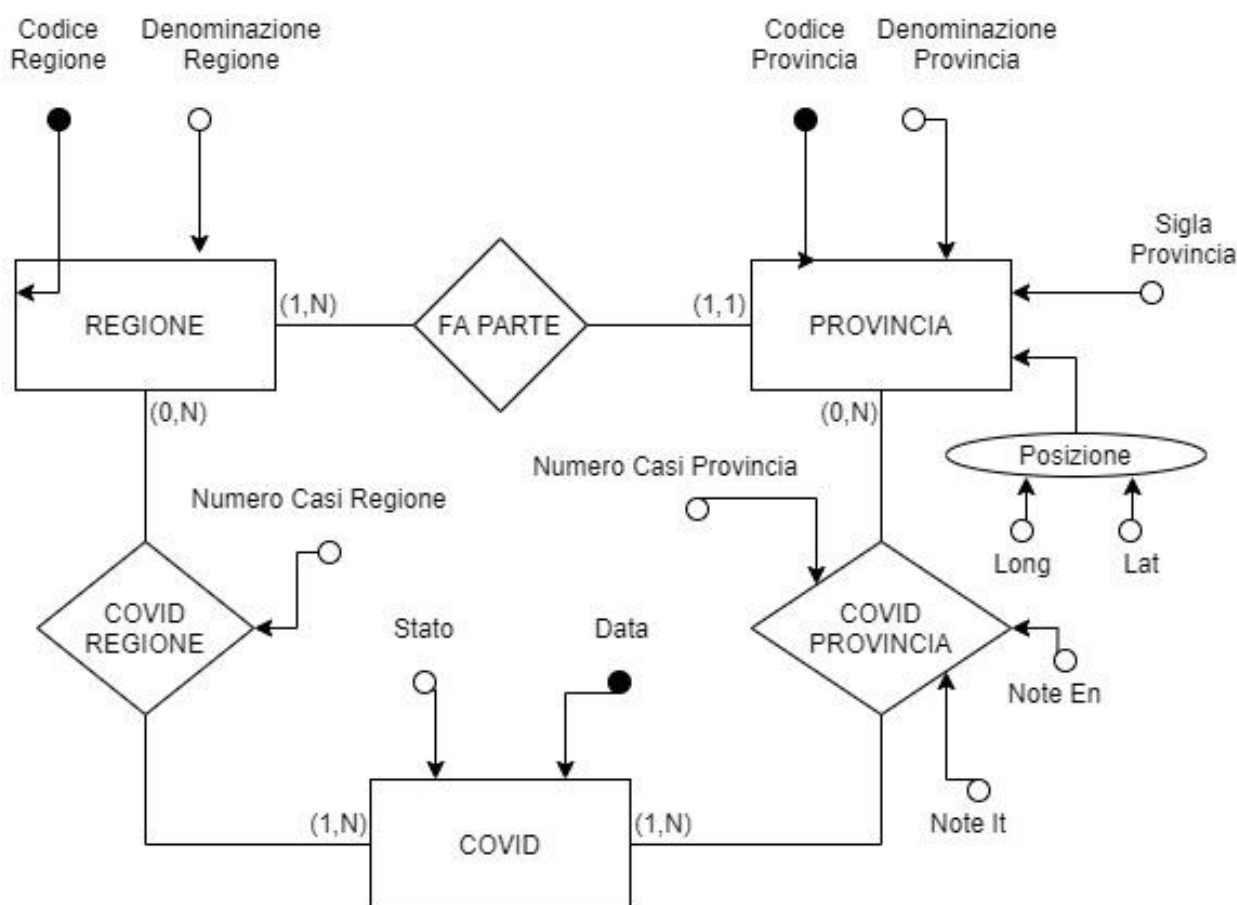 Codice
Regione
Denominazione
Regione
Codice
Provincia
Denominazione
Provincia
Sigla
Provincia
REGIONE
(1,N)
FA PARTE
(1,1)
PROVINCIA
(0,N)
(0,N)
Posizione
Numero Casi Provincia
Numero Casi Regione
Long
Lat
COVID
REGIONE
Stato
Data
COVID
PROVINCIA
Note En
Note It
(1,N)
COVID
(1,N)